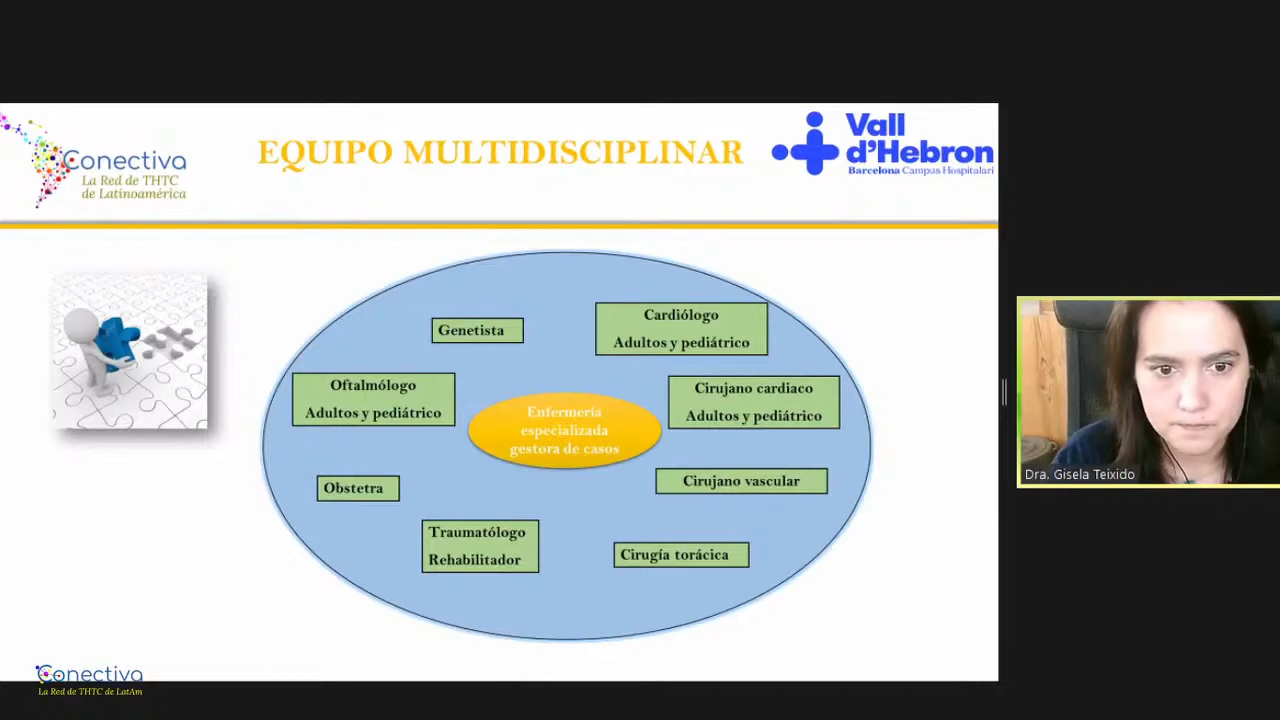 Conectiva
La Red de THTC
de Latinoamérica
EQUIPO MULTIDISCIPLINAR
Vall
d'Hebron
Barcelona Campus Hospitalari
Genetista
Cardiólogo
Adultos y pediátrico
Oftalmólogo
Adultos y pediátrico
Cirujano cardiaco
Adultos y pediátrico
Enfermería
especializada
gestora de casos
Obstetra
Cirujano vascular
Traumatólogo
Rehabilitador
Cirugía torácica
Dra. Gisela Teixido
Conectiva
La Red de THTC de LatAm